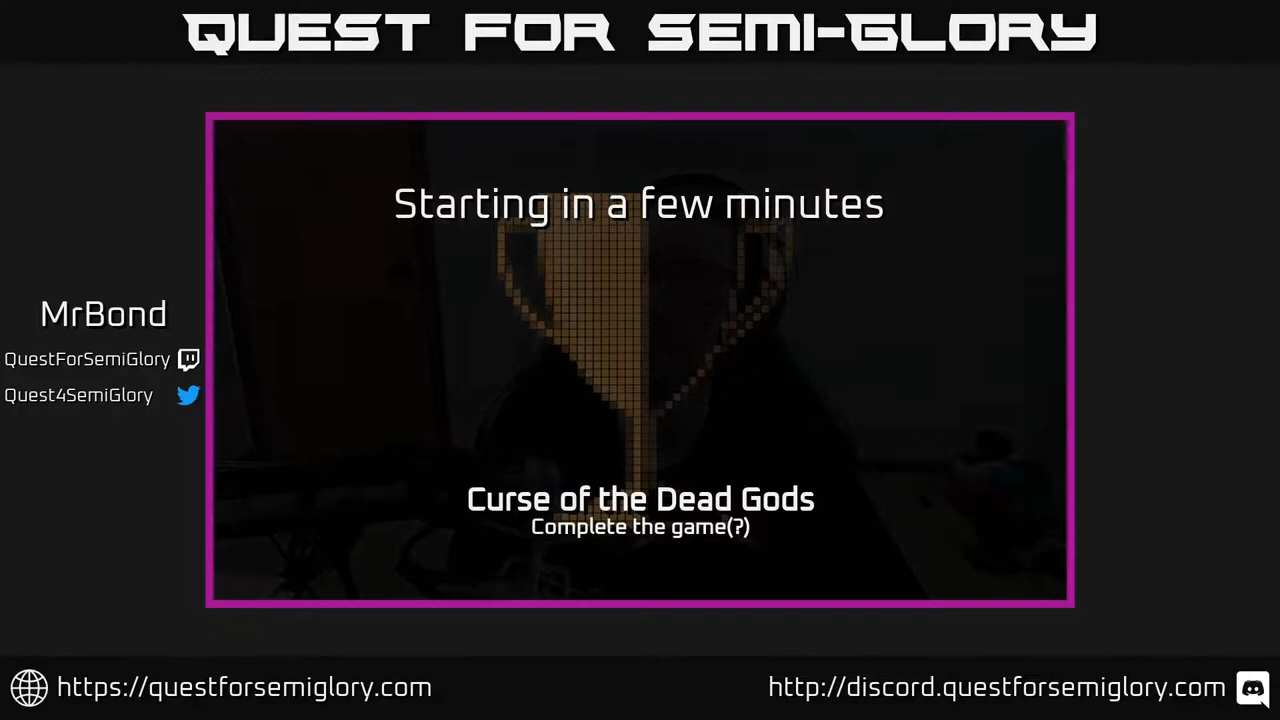 QUEST FOR SEMI-GLORY
Starting in a few minutes
MrBond
QuestForSemiGlory
Quest4SemiGlory
Curse of the Dead Gods
Complete the game(?)
https://questforsemiglory.com
http://discord.questforsemiglory.com